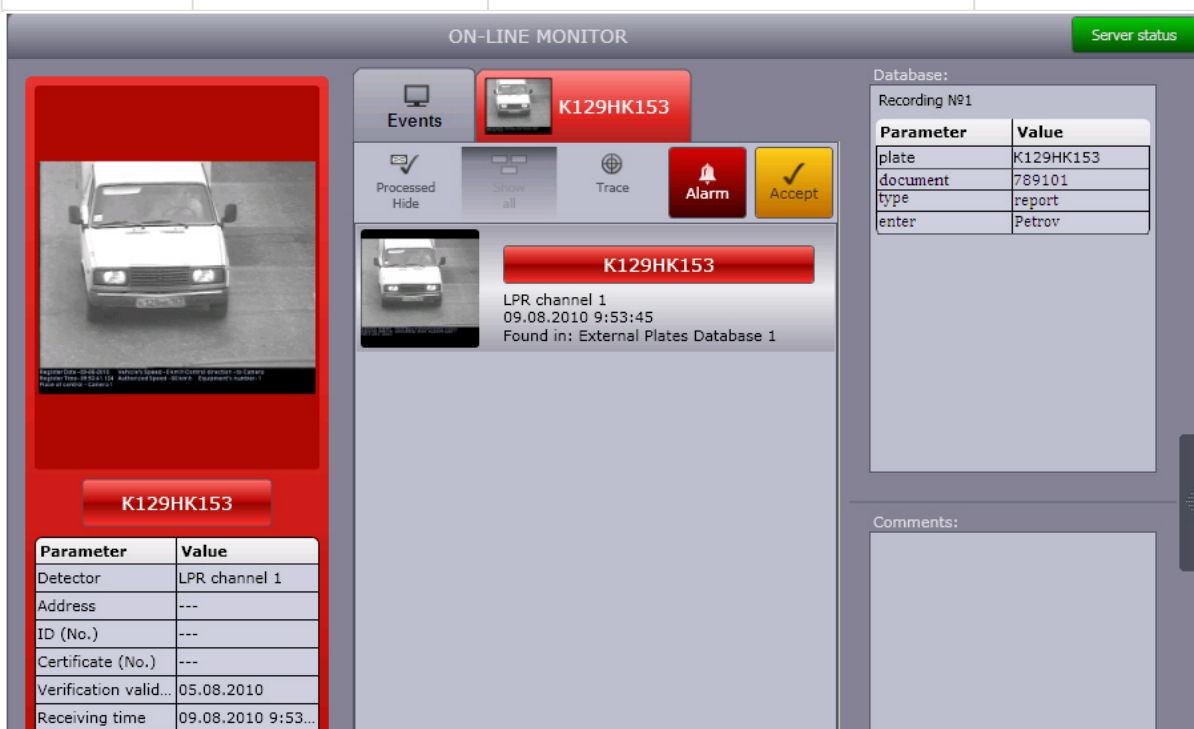 ON-LINE MONITOR
Server status
K129HK153
Parameter Value
Detector LPR channel 1
Address ---
ID (No.) ---
Certificate (No.) ---
Verification valid... 05.08.2010
Receiving time 09.08.2010 9:53...
Events
K129HK153
Processed
Hide
Show
all
Trace
Alarm
Accept
K129HK153
LPR channel 1
09.08.2010 9:53:45
Found in: External Plates Database 1
Database:
Recording №1
Parameter Value
plate K129HK153
document 789101
type report
enter Petrov
Comments: